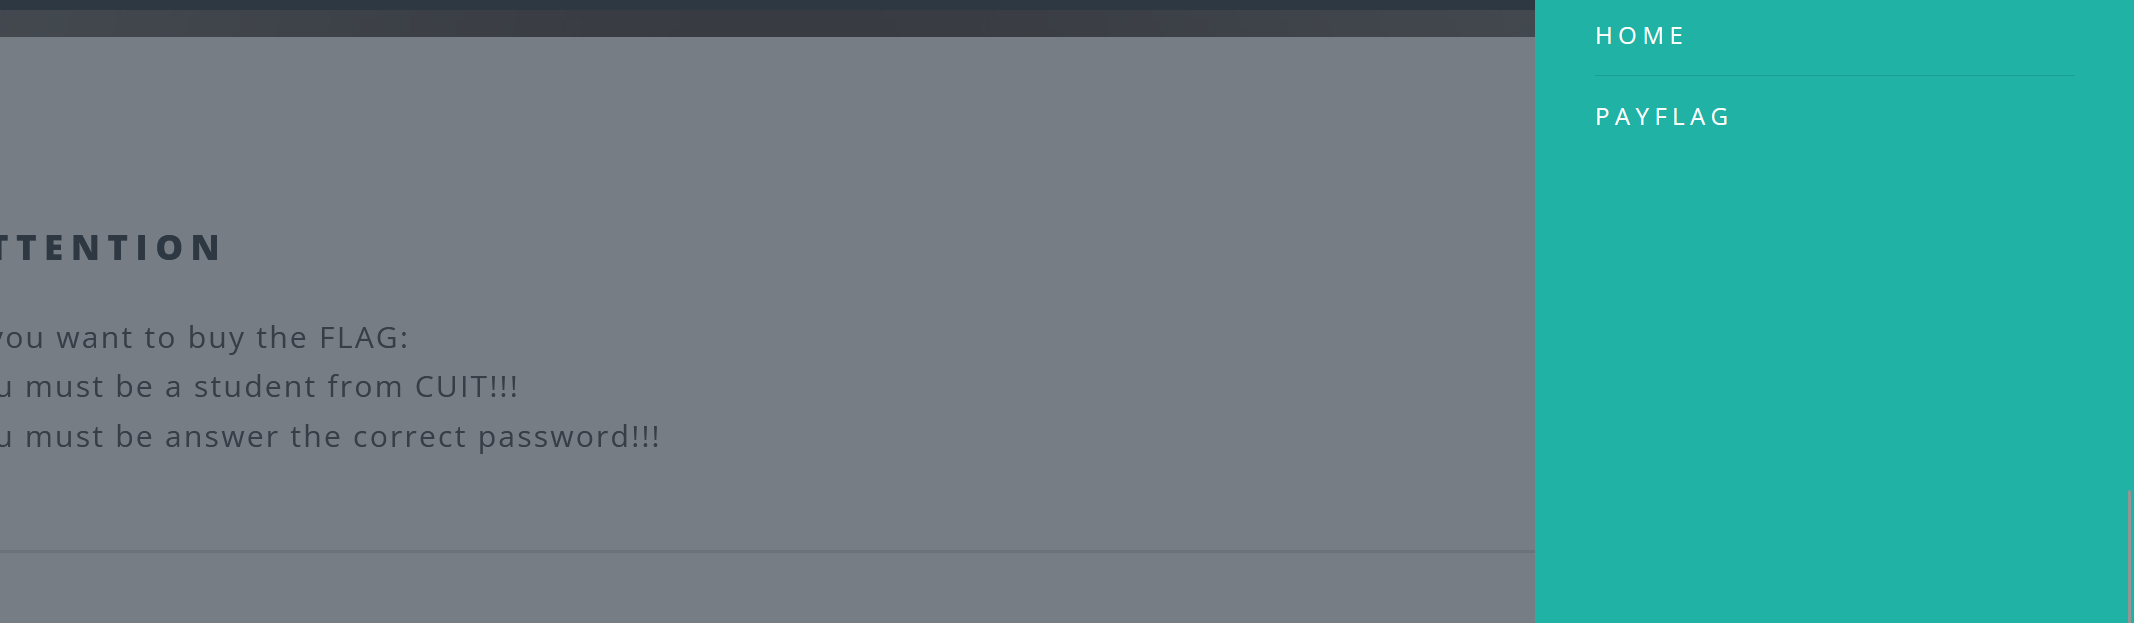 TTENTION
you want to buy the FLAG:
u must be a student from CUIT!!!
u must be answer the correct password!!!
HOME
PAYFLAG